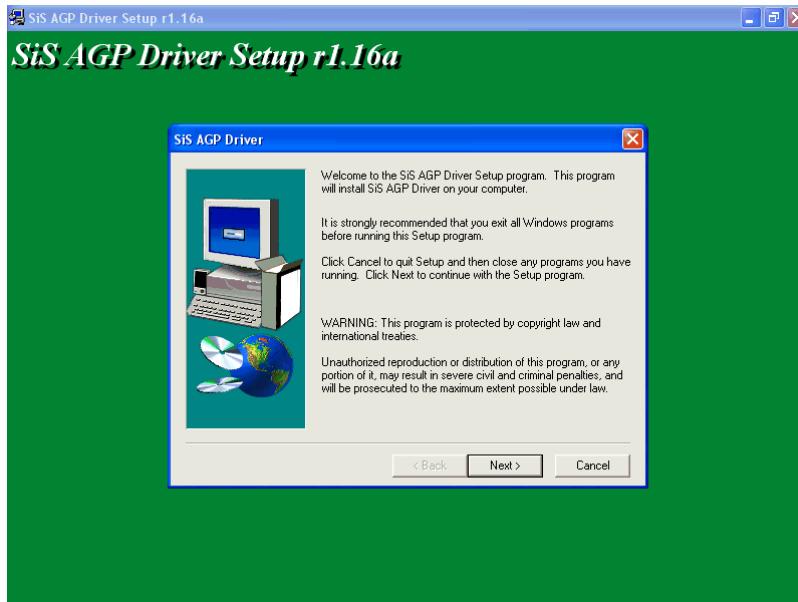 SiS AGP Driver Setup r1.16a
SiS AGP Driver Setup r1.16a
SiS AGP Driver
Welcome to the SiS AGP Driver Setup program. This program
will install SiS AGP Driver on your computer.
It is strongly recommended that you exit all Windows programs
before running this Setup program.
Click Cancel to quit Setup and then close any programs you have
running. Click Next to continue with the Setup program.
WARNING: This program is protected by copyright law and
international treaties.
Unauthorized reproduction or distribution of this program, or any
portion of it, may result in severe civil and criminal penalties, and
will be prosecuted to the maximum extent possible under law.
< Back Next > Cancel